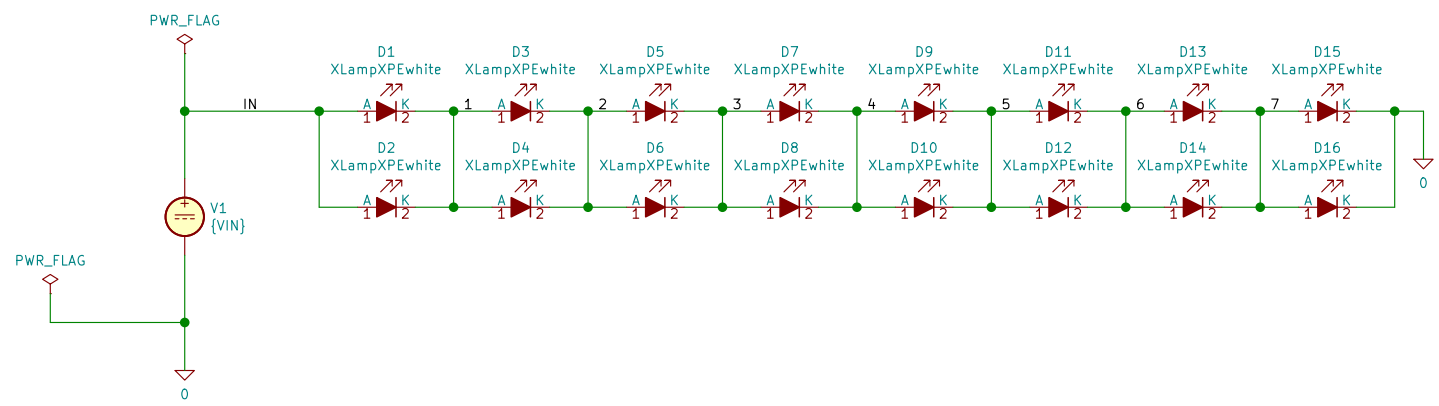 PWR_FLAG
D1 D3 D5 D7 D9 D11 D13 D15
XLampXPEwhite XLampXPEwhite XLampXPEwhite XLampXPEwhite XLampXPEwhite XLampXPEwhite XLampXPEwhite XLampXPEwhite
IN A K 1 A K 2 A K 3 A K 4 A K 5 A K 6 A K 7 A K
1 2 1 2 1 2 1 2 1 2 1 2 1 2 1 2
D2 D4 D6 D8 D10 D12 D14 D16
XLampXPEwhite XLampXPEwhite XLampXPEwhite XLampXPEwhite XLampXPEwhite XLampXPEwhite XLampXPEwhite XLampXPEwhite
0
A K A K A K A K A K A K A K A K
1 2 1 2 1 2 1 2 1 2 1 2 1 2 1 2
V1
{VIN}
PWR_FLAG
0